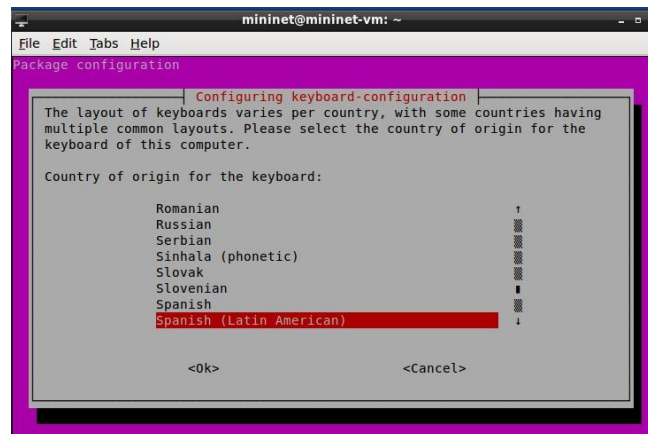 mininet@mininet-vm: ~
File Edit Tabs Help
Package configuration
Configuring keyboard-configuration
The layout of keyboards varies per country, with some countries having
multiple common layouts. Please select the country of origin for the
keyboard of this computer.
Country of origin for the keyboard:
Romanian
Russian
Serbian
Sinhala (phonetic)
Slovak
Slovenian
Spanish
Spanish (Latin American)
<Ok> <Cancel>